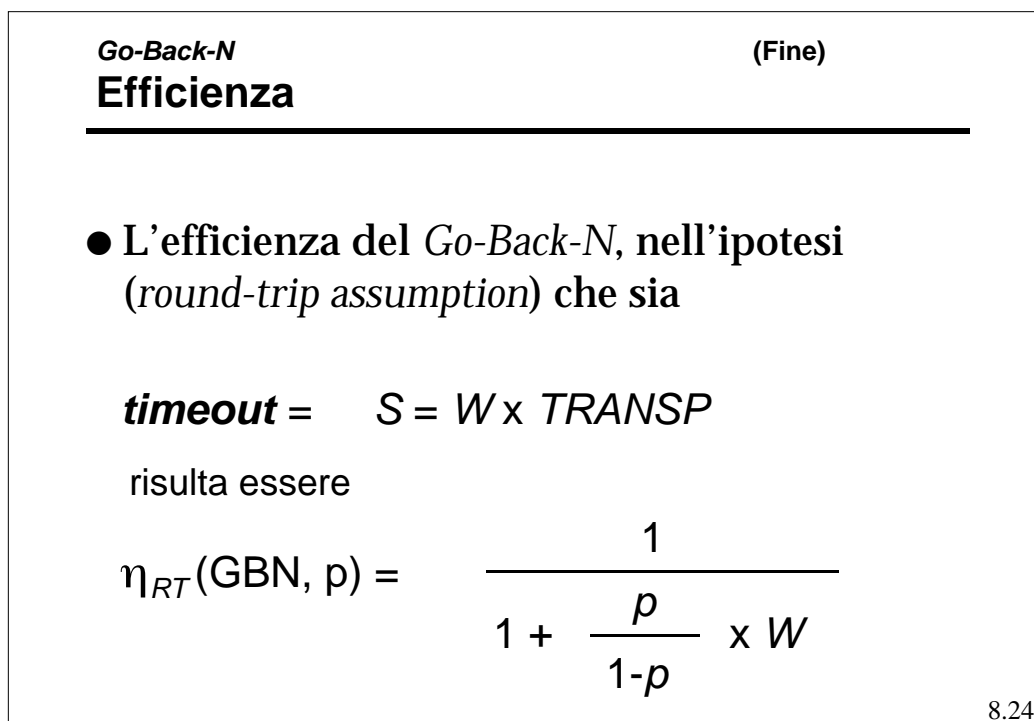 Go-Back-N (Fine)
Efficienza
● L'efficienza del Go-Back-N, nell'ipotesi
(round-trip assumption) che sia
timeout = S = W x TRANSP
risulta essere
1
η_RT(GBN, p) =
p
1 + x W
1-p
8.24